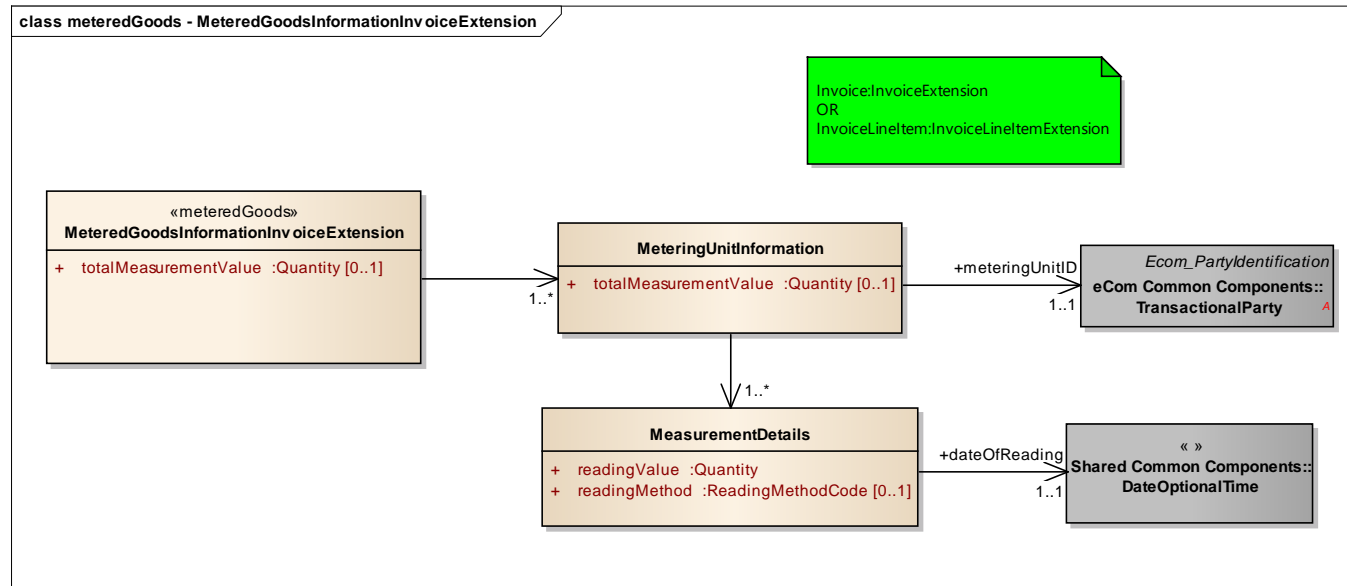 class meteredGoods - MeteredGoodsInformationInvoiceExtension
Invoice:InvoiceExtension
OR
InvoiceLineItem:InvoiceLineItemExtension
«meteredGoods»
MeteredGoodsInformationInvoiceExtension
+ totalMeasurementValue :Quantity [0..1]
1..*
MeteringUnitInformation
+ totalMeasurementValue :Quantity [0..1]
+meteringUnitID
1..1
Ecom_PartyIdentification
eCom Common Components::
TransactionalParty
A
1..*
MeasurementDetails
+ readingValue :Quantity
+ readingMethod :ReadingMethodCode [0..1]
+dateOfReading
1..1
« »
Shared Common Components::
DateOptionalTime